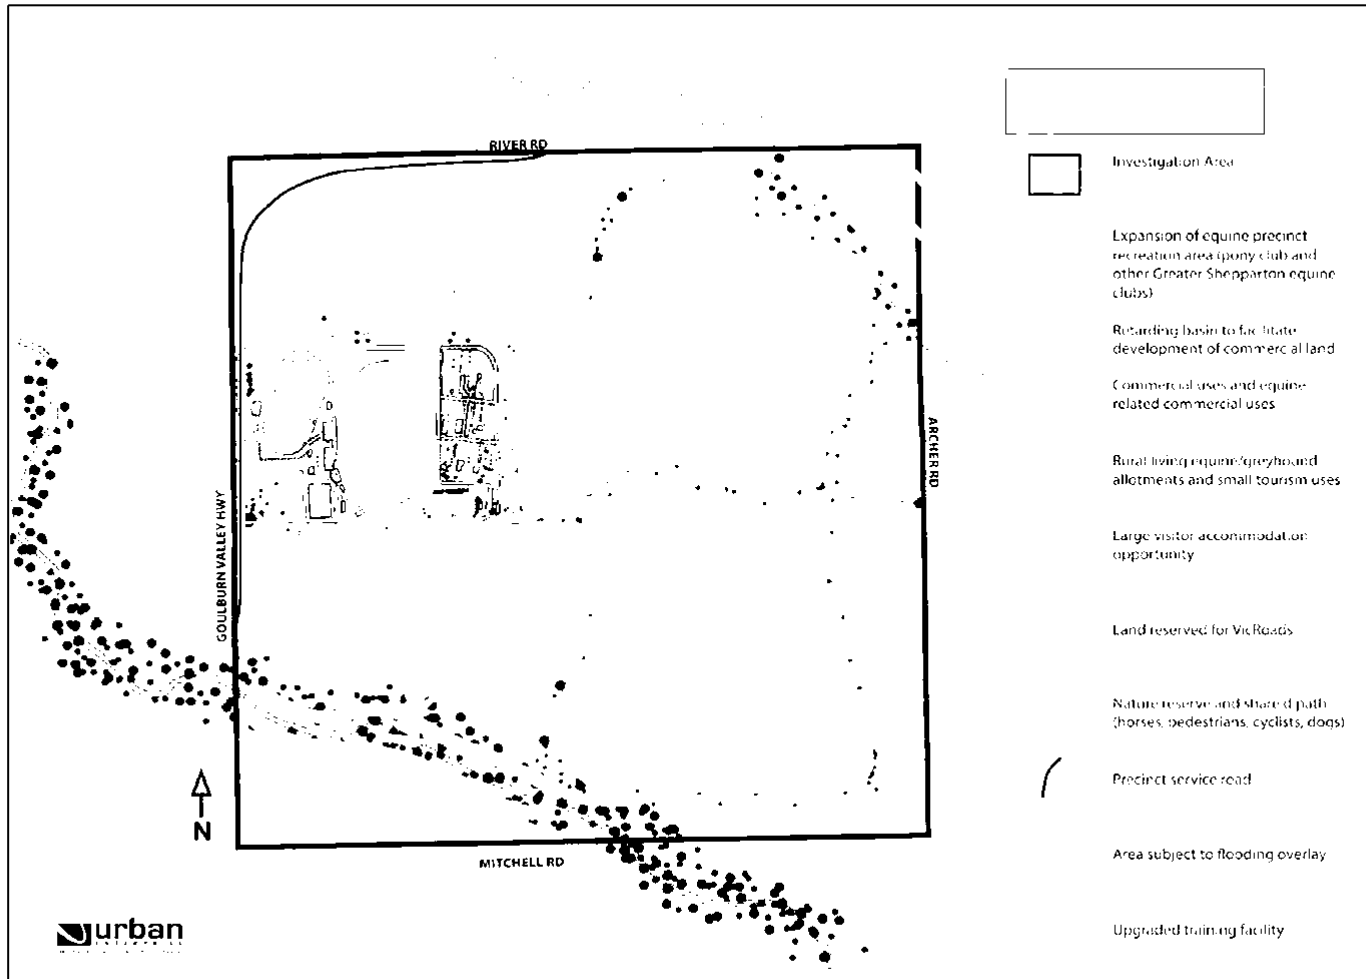 RIVER RD
Investigation Area
Expansion of equine precinct
recreation area (pony club and
other Greater Shepparton equine
clubs)
Retarding basin to facilitate
development of commercial land
Commercial uses and equine
related commercial uses
Rural living equine/greyhound
allotments and small tourism uses
Large visitor accommodation
opportunity
Land reserved for VicRoads
Nature reserve and shared path
(horses, pedestrians, cyclists, dogs)
Precinct service road
Area subject to flooding overlay
Upgraded training facility
ARCHER RD
GOULBURN VALLEY HWY
N
MITCHELL RD
urban
ENTERPRISE